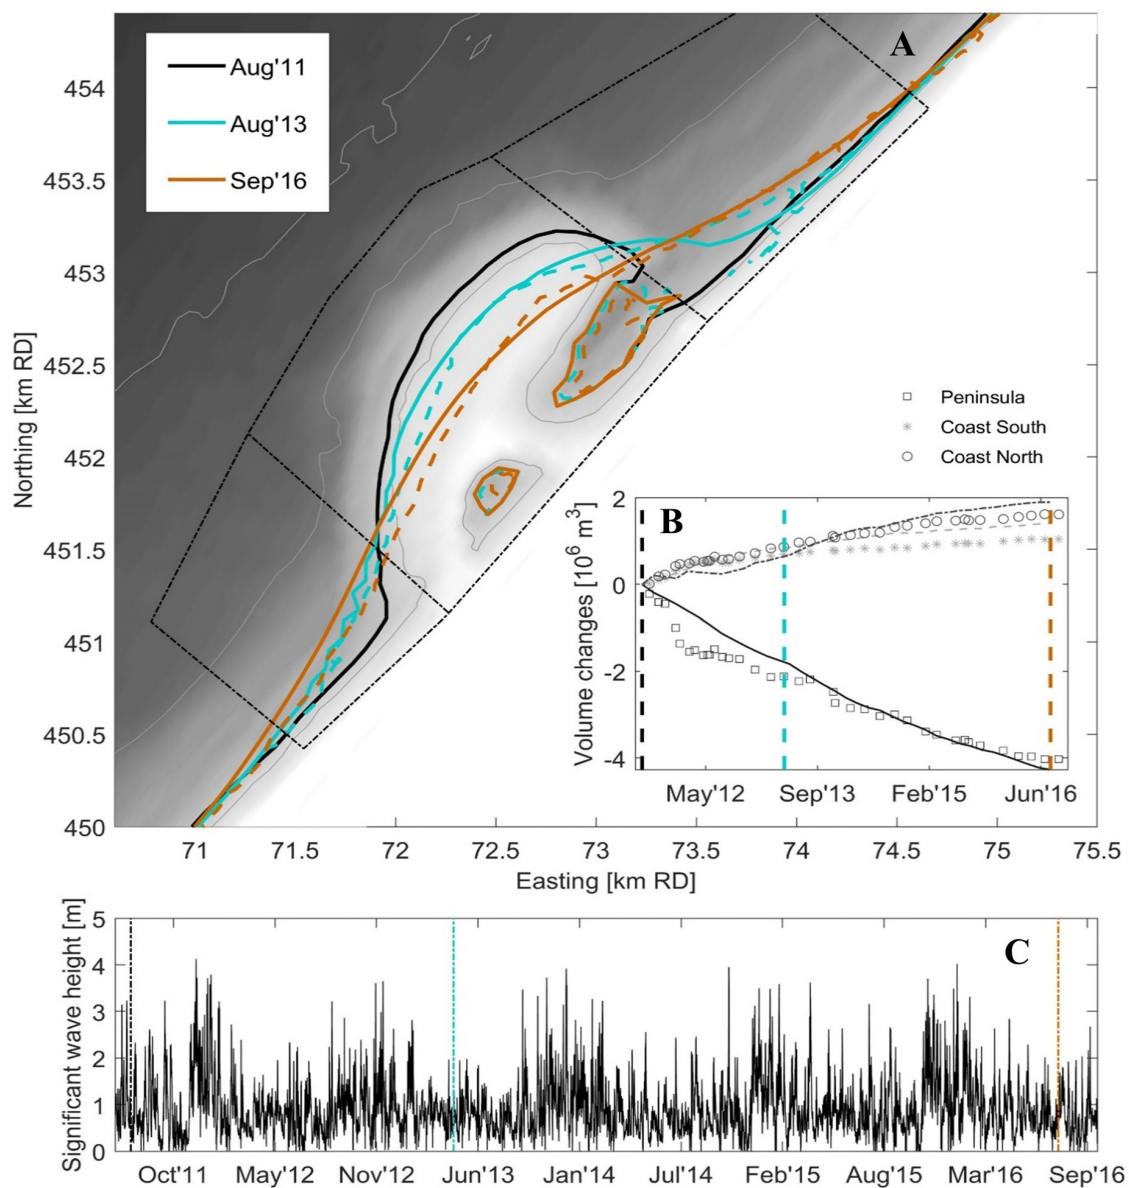 A
Aug'11
Aug'13
Sep'16
454
453.5
453
452.5
452
451.5
451
450.5
450
Northing [km RD]
71 71.5 72 72.5 73 73.5 74 74.5 75 75.5
Easting [km RD]
Peninsula
Coast South
Coast North
B
2
0
-2
-4
Volume changes [10⁶ m³]
May'12 Sep'13 Feb'15 Jun'16
C
5
4
3
2
1
0
Significant wave height [m]
Oct'11 May'12 Nov'12 Jun'13 Jan'14 Jul'14 Feb'15 Aug'15 Mar'16 Sep'16